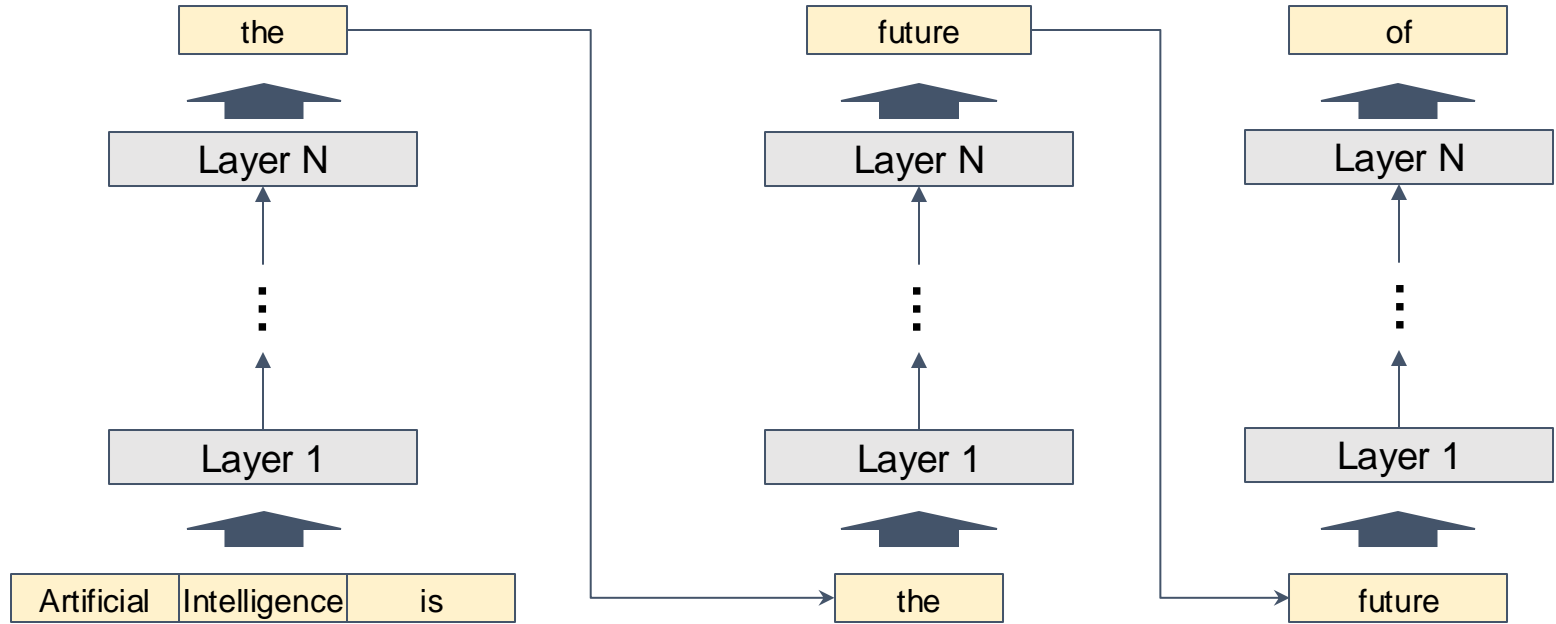 the future of
Layer N Layer N Layer N
Layer 1 Layer 1 Layer 1
Artificial Intelligence is the future